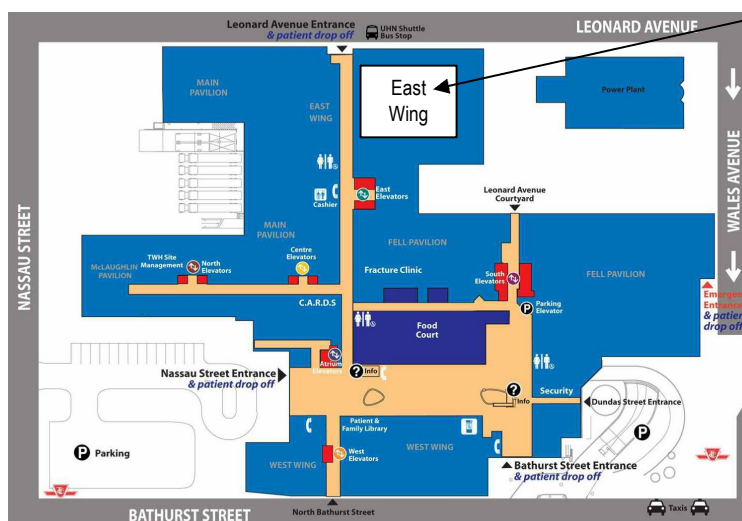 Leonard Avenue Entrance
& patient drop off
UHN Shuttle
Bus Stop
LEONARD AVENUE
MAIN
PAVILION
EAST
WING
East
Wing
Power Plant
WALES AVENUE
NASSAU STREET
Cashier
East
Elevators
Leonard Avenue
Courtyard
MAIN
PAVILION
FELL PAVILION
McLAUGHLIN
PAVILION
TWH Site
Management
North
Elevators
Centre
Elevators
Fracture Clinic
South
Elevators
FELL PAVILION
C.A.R.D.S
P
Parking
Elevator
Emergen
Entrance
& patien
drop off
Food
Court
Atrium
Elevators
? Info
Nassau Street Entrance
& patient drop off
?
Info
Security
Dundas Street Entrance
Patient &
Family Library
P Parking
P
WEST WING
West
Elevators
WEST WING
Bathurst Street Entrance
& patient drop off
North Bathurst Street
BATHURST STREET
Taxis